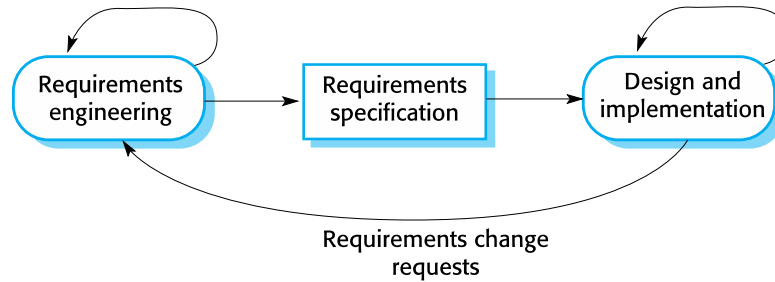 Requirements
engineering
Requirements
specification
Design and
implementation
Requirements change
requests